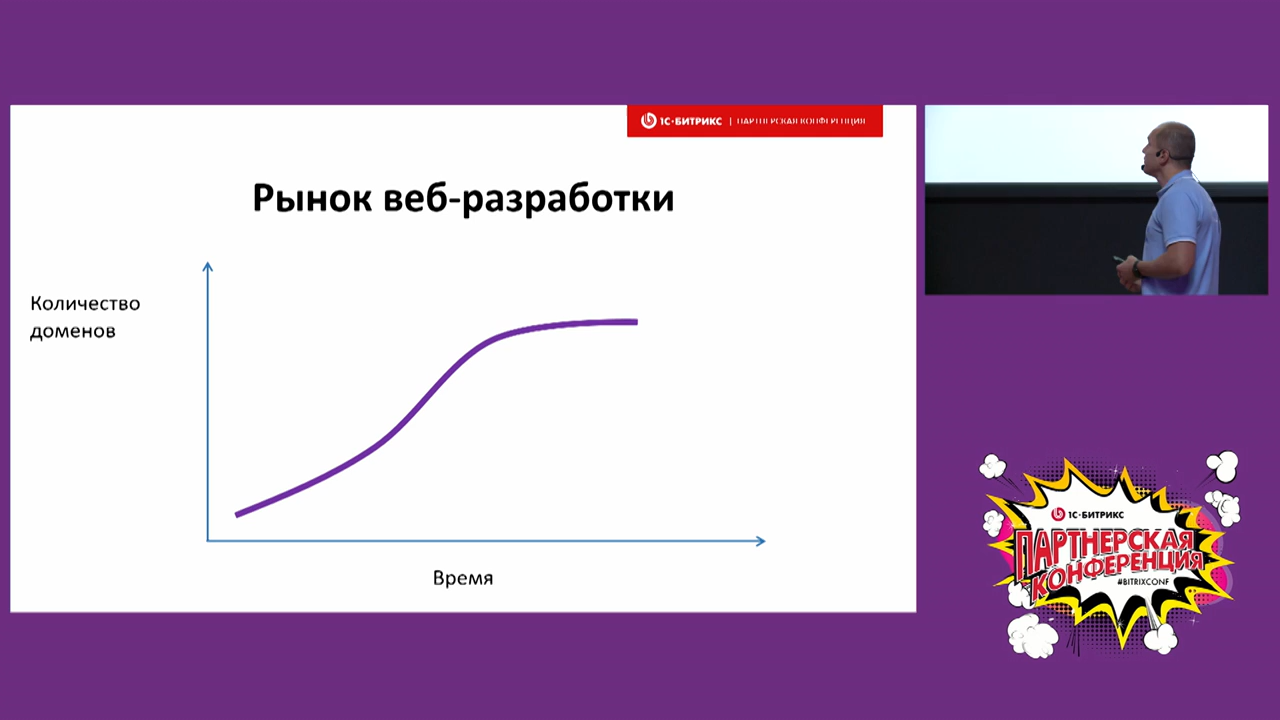 1С·БИТРИКС | ПАРТНЕРСКАЯ КОНФЕРЕНЦИЯ
Рынок веб-разработки
Количество
доменов
Время
1С·БИТРИКС
ПАРТНЕРСКАЯ
КОНФЕРЕНЦИЯ
#BITRIXCONF